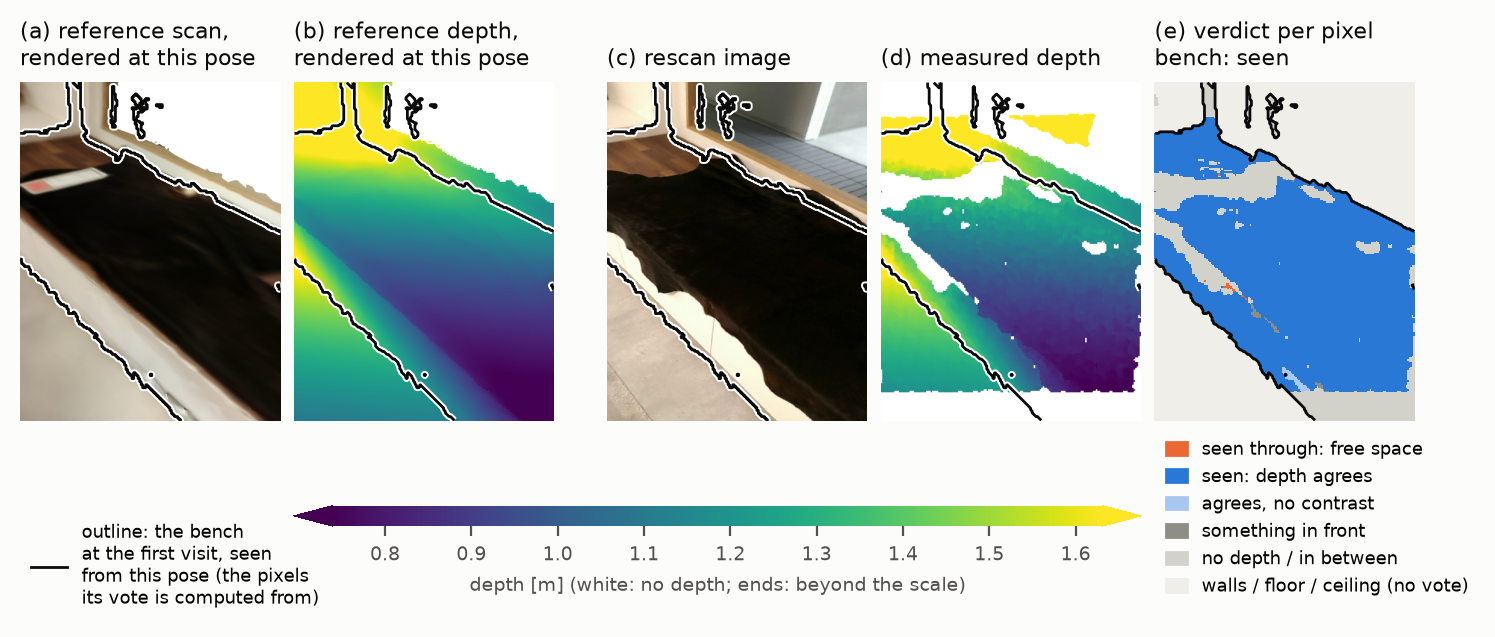 (a) reference scan,
rendered at this pose
(b) reference depth,
rendered at this pose
(c) rescan image
(d) measured depth
(e) verdict per pixel
bench: seen
seen through: free space
seen: depth agrees
agrees, no contrast
something in front
no depth / in between
walls / floor / ceiling (no vote)
outline: the bench
at the first visit, seen
from this pose (the pixels
its vote is computed from)
0.8 0.9 1.0 1.1 1.2 1.3 1.4 1.5 1.6
depth [m] (white: no depth; ends: beyond the scale)